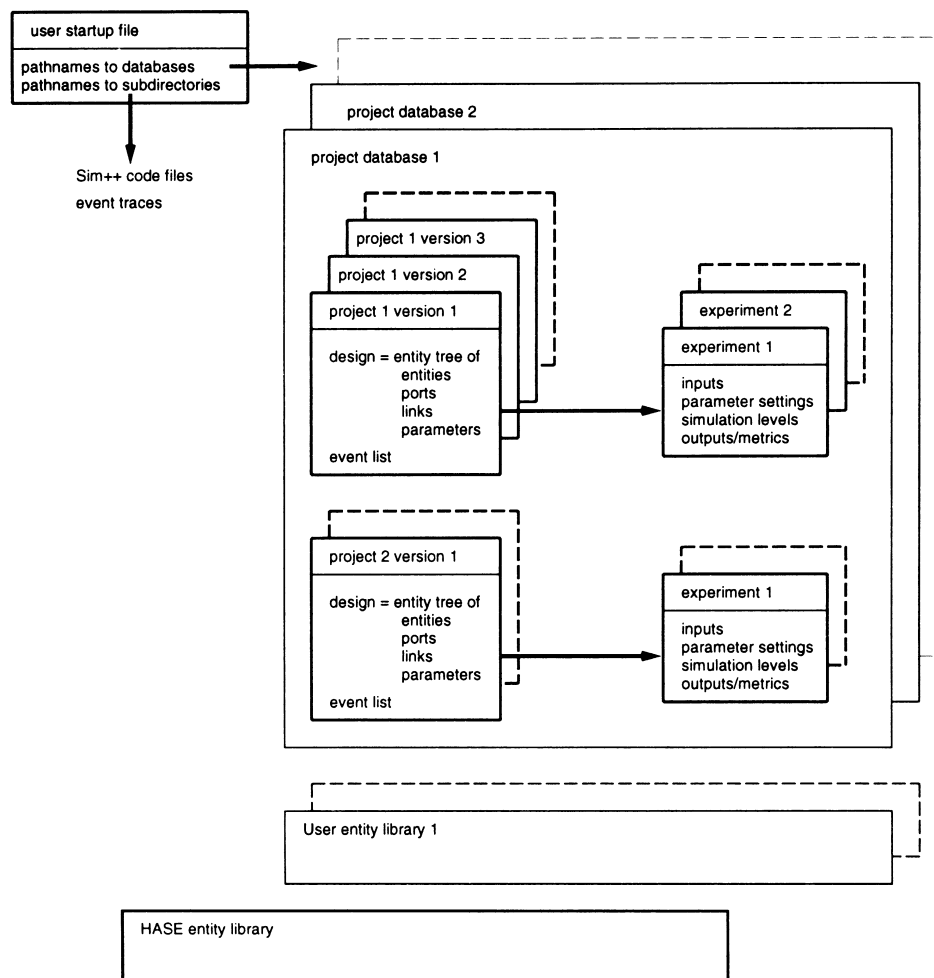 user startup file
pathnames to databases
pathnames to subdirectories
Sim++ code files
event traces
project database 2
project database 1
project 1 version 3
project 1 version 2
project 1 version 1
design = entity tree of
entities
ports
links
parameters
event list
experiment 2
experiment 1
inputs
parameter settings
simulation levels
outputs/metrics
project 2 version 1
design = entity tree of
entities
ports
links
parameters
event list
experiment 1
inputs
parameter settings
simulation levels
outputs/metrics
User entity library 1
HASE entity library